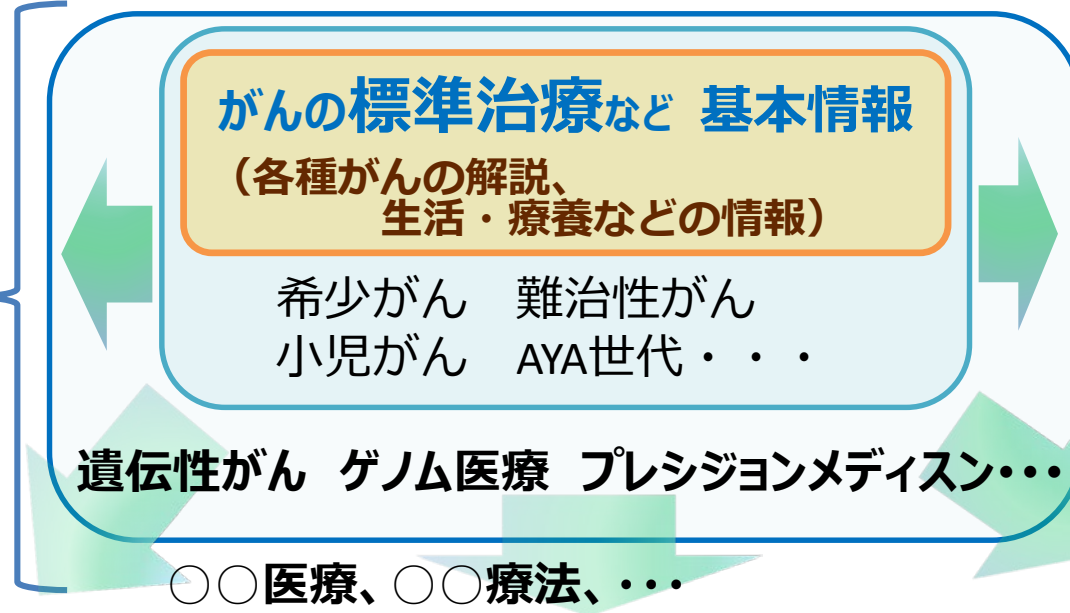 がんの標準治療など 基本情報
（各種がんの解説、
生活・療養などの情報）
希少がん　難治性がん
小児がん　AYA世代・・・
遺伝性がん ゲノム医療 プレシジョンメディスン･･･
○○医療、○○療法、･･･